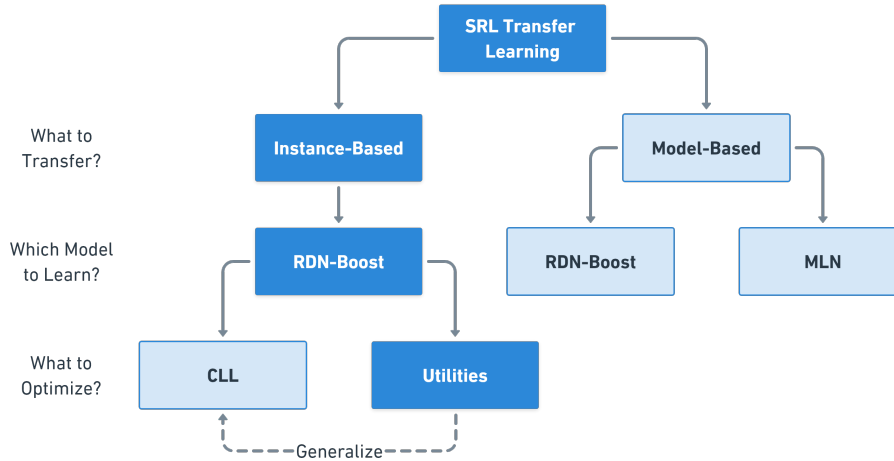 SRL Transfer
Learning
What to
Transfer?
Instance-Based
Model-Based
Which Model
to Learn?
RDN-Boost
RDN-Boost
MLN
What to
Optimize?
CLL
Utilities
Generalize